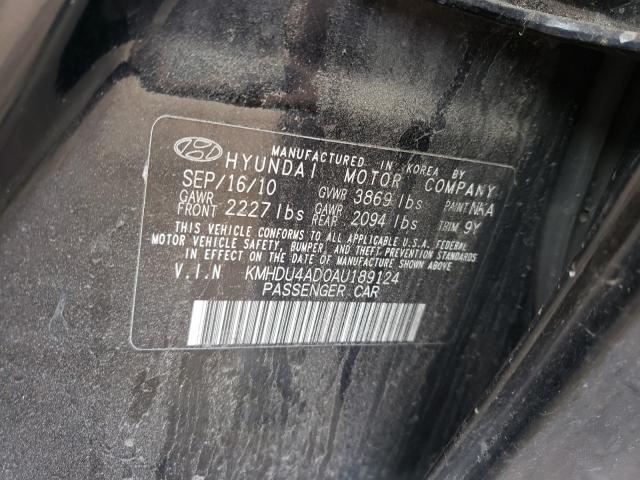 MANUFACTURED IN KOREA BY
HYUNDAI MOTOR COMPANY
SEP/16/10 GVWR 3869 lbs PAINT NKA
GAWR FRONT 2227 lbs GAWR REAR 2094 lbs TRIM 9Y
THIS VEHICLE CONFORMS TO ALL APPLICABLE U.S.A. FEDERAL
MOTOR VEHICLE SAFETY, BUMPER, AND THEFT PREVENTION STANDARDS
IN EFFECT ON THE DATE OF MANUFACTURE SHOWN ABOVE.
V.I.N KMHDU4AD0AU189124
PASSENGER CAR